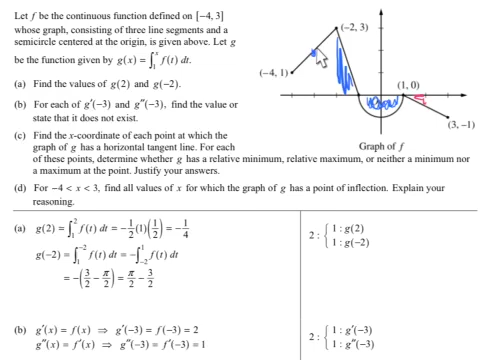 Let f be the continuous function defined on [−4, 3]
whose graph, consisting of three line segments and a
semicircle centered at the origin, is given above. Let g
be the function given by g(x) = ∫₁ˣ f(t) dt.
(a) Find the values of g(2) and g(−2).
(b) For each of g′(−3) and g″(−3), find the value or
state that it does not exist.
(c) Find the x-coordinate of each point at which the
graph of g has a horizontal tangent line. For each
of these points, determine whether g has a relative minimum, relative maximum, or neither a minimum nor
a maximum at the point. Justify your answers.
(d) For −4 < x < 3, find all values of x for which the graph of g has a point of inflection. Explain your
reasoning.
(−2, 3)
(−4, 1)
(1, 0)
(3, −1)
Graph of f
(a) g(2) = ∫₁² f(t) dt = −1/2(1)(1/2) = −1/4
g(−2) = ∫₁⁻² f(t) dt = −∫₋₂¹ f(t) dt
= −(3/2 − π/2) = π/2 − 3/2
2 : { 1 : g(2)
1 : g(−2)
(b) g′(x) = f(x) ⇒ g′(−3) = f(−3) = 2
g″(x) = f′(x) ⇒ g″(−3) = f′(−3) = 1
2 : { 1 : g′(−3)
1 : g″(−3)